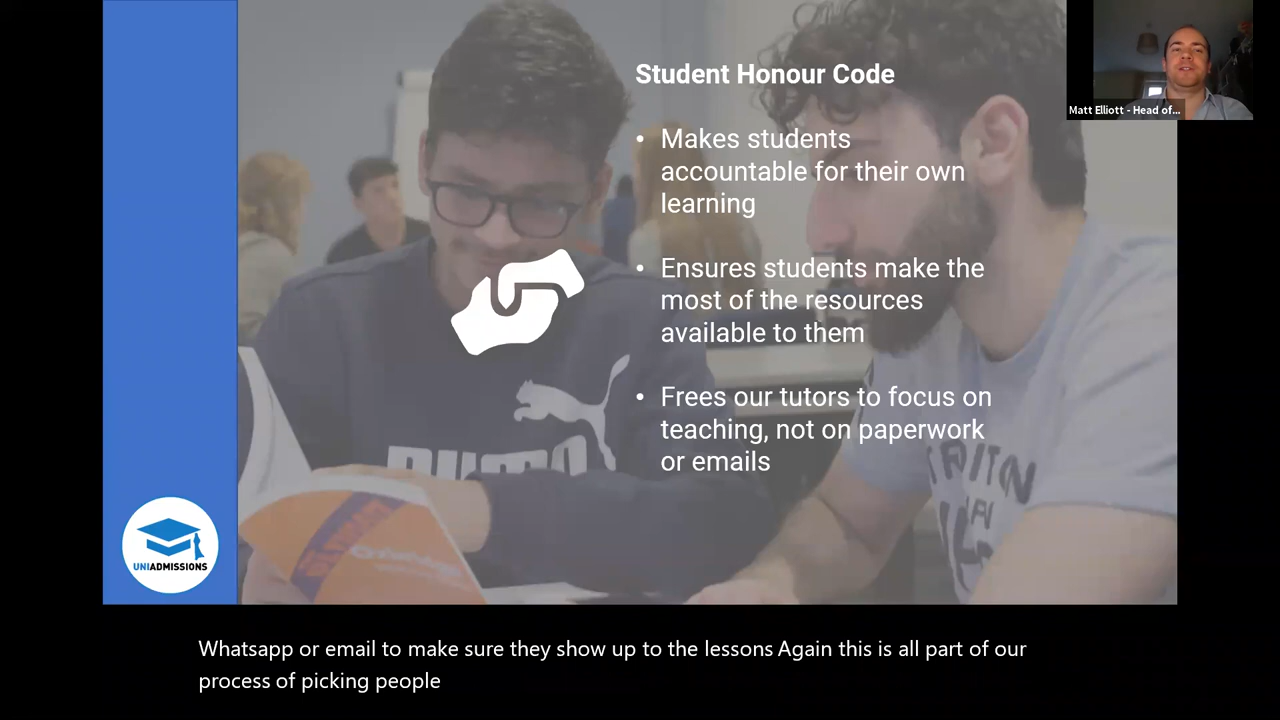 Student Honour Code
Matt Elliott - Head of...
• Makes students
accountable for their own
learning
• Ensures students make the
most of the resources
available to them
• Frees our tutors to focus on
teaching, not on paperwork
or emails
PUMA
TRITON
UNIADMISSIONS
Whatsapp or email to make sure they show up to the lessons Again this is all part of our
process of picking people